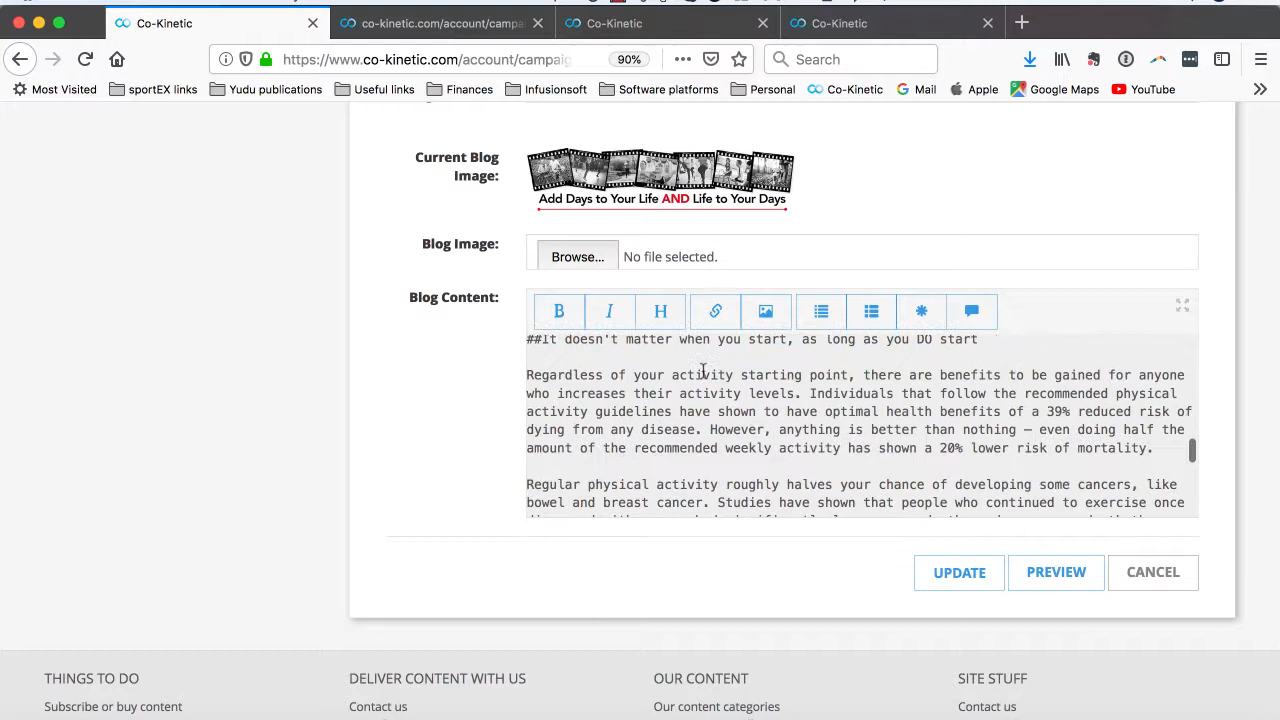 Co-Kinetic
co-kinetic.com/account/campa
Co-Kinetic
Co-Kinetic
https://www.co-kinetic.com/account/campaig
90%
Search
Most Visited
sportEX links
Yudu publication
Useful links
Finances
Infusionsoft
Software platforms
Personal
Co-Kinetic
Mail
Apple
Google Maps
YouTube
Current Blog
Image:
Add Days to Your Life AND Life to Your Days
Blog Image:
Browse...
No file selected.
Blog Content:
B
I
H
##It doesn't matter when you start, as long as you DO start
Regardless of your activity starting point, there are benefits to be gained for anyone
who increases their activity levels. Individuals that follow the recommended physical
activity guidelines have shown to have optimal health benefits of a 39% reduced risk of
dying from any disease. However, anything is better than nothing – even doing half the
amount of the recommended weekly activity has shown a 20% lower risk of mortality.
Regular physical activity roughly halves your chance of developing some cancers, like
bowel and breast cancer. Studies have shown that people who continued to exercise once
UPDATE
PREVIEW
CANCEL
THINGS TO DO
DELIVER CONTENT WITH US
OUR CONTENT
SITE STUFF
Subscribe or buy content
Contact us
Our content categories
Contact us